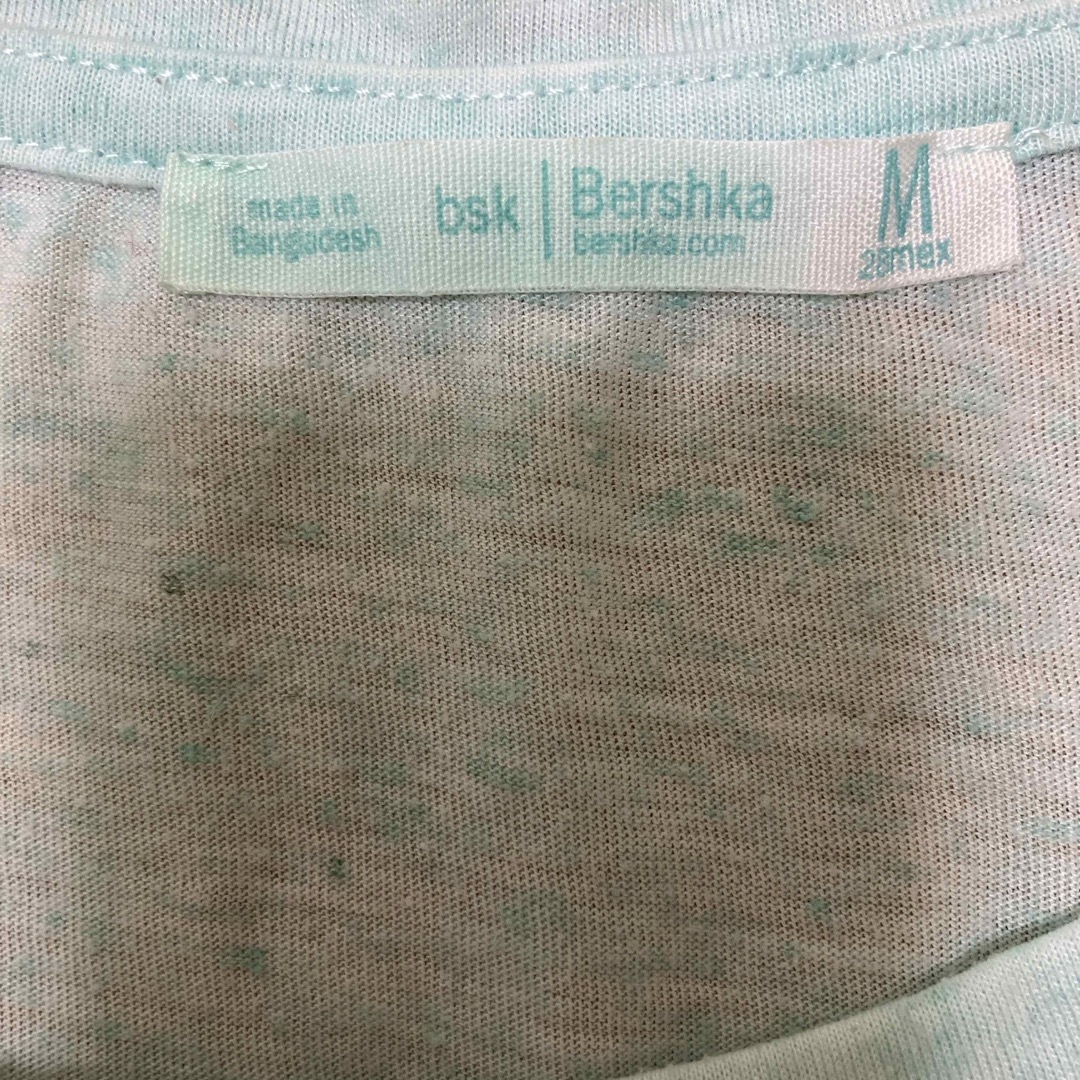 made in
Bangladesh
bsk | Bershka
bershka.com
M
28mex